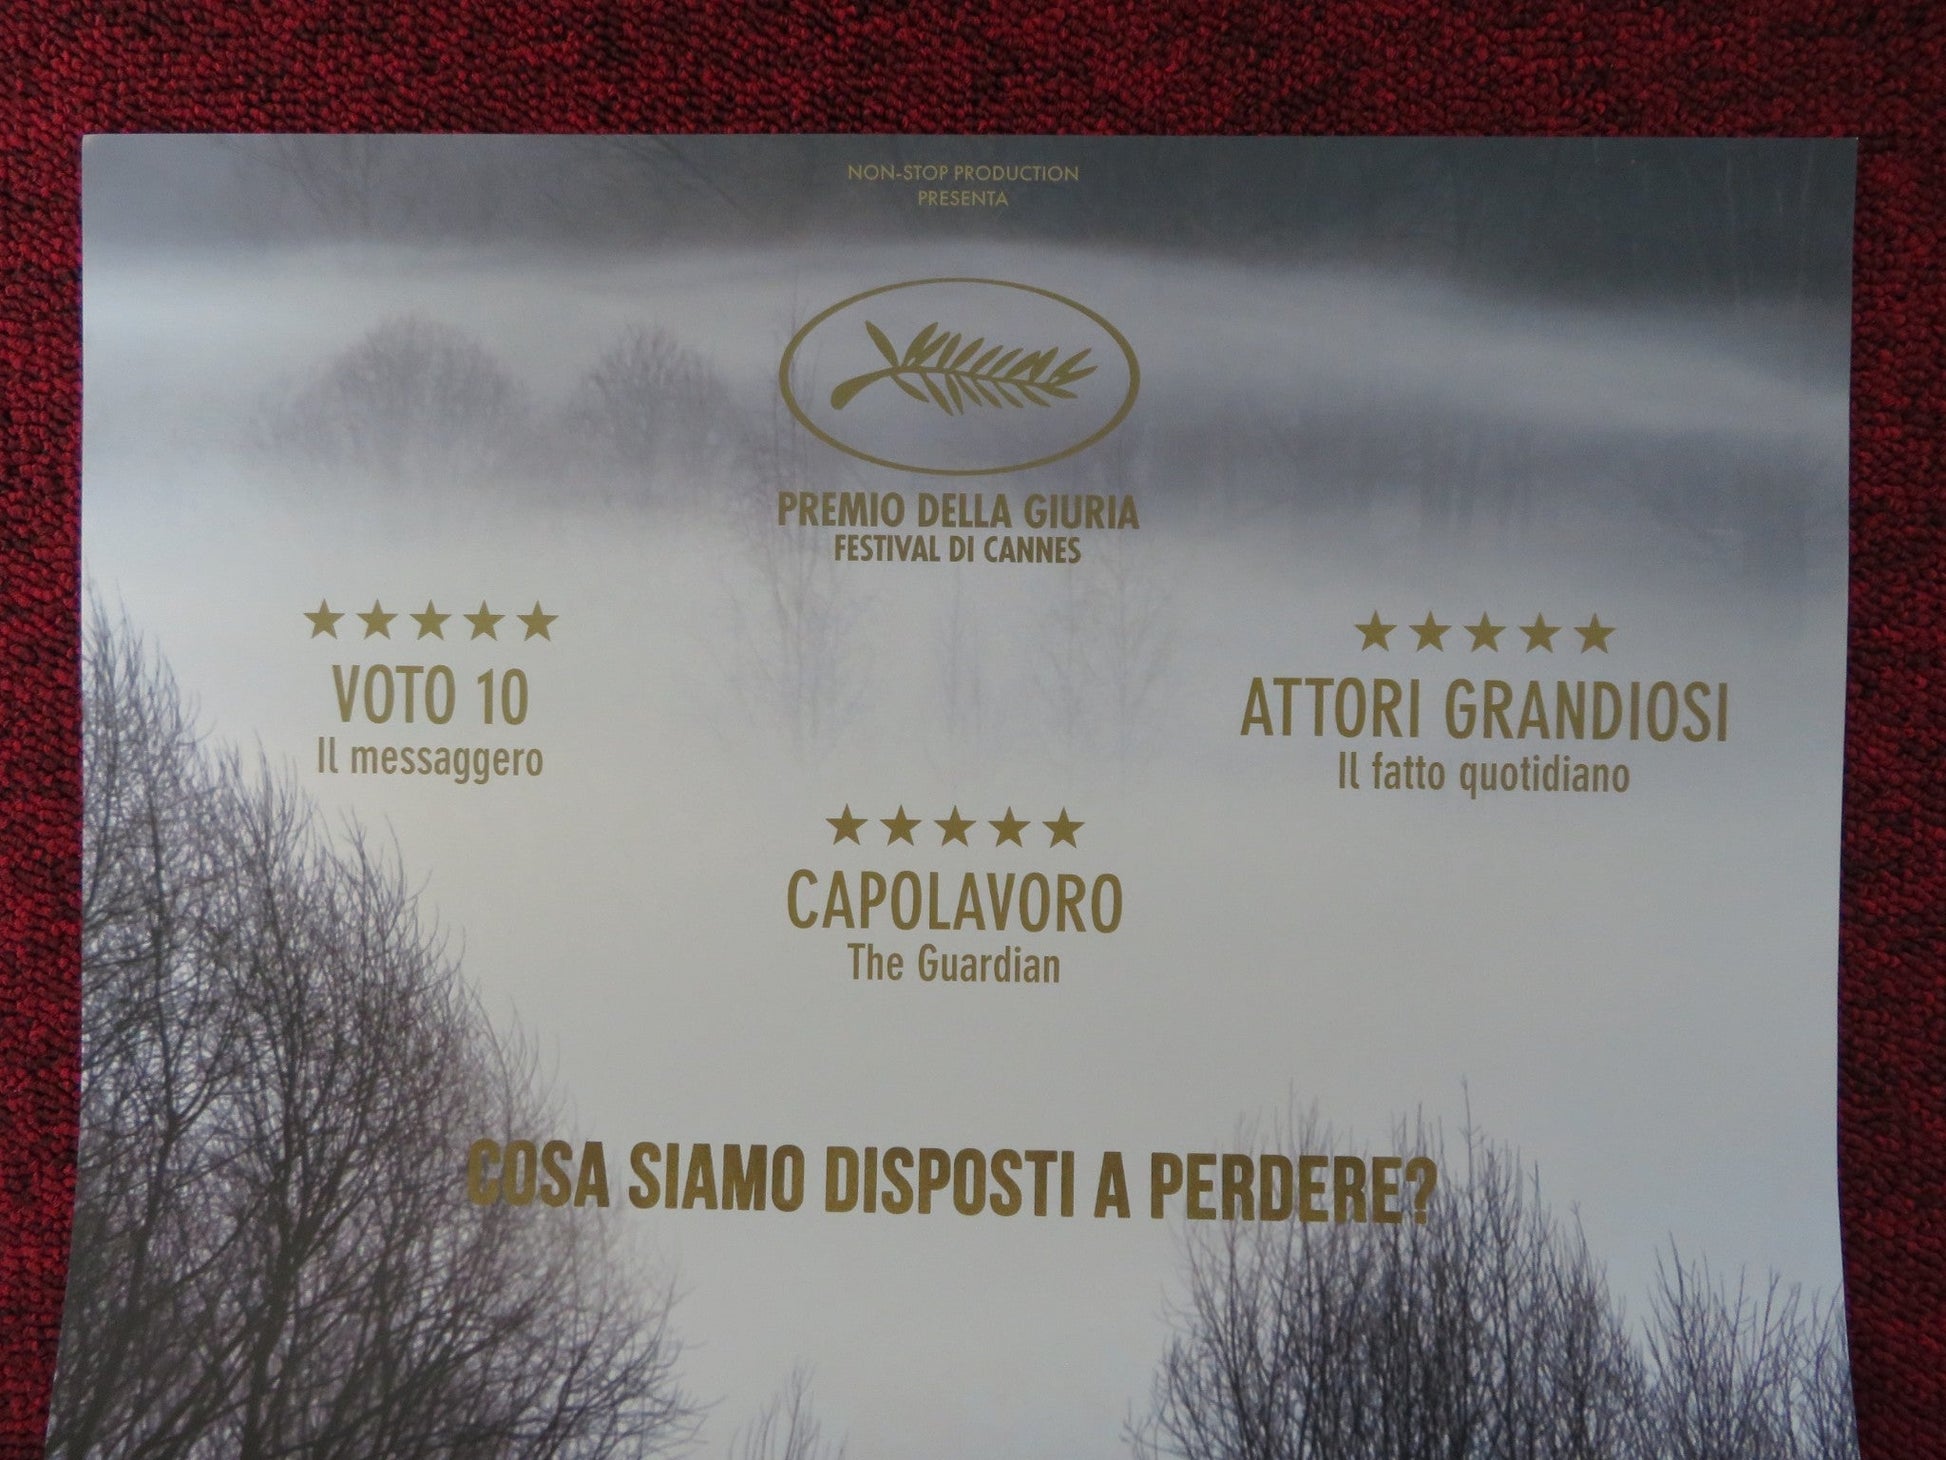 NON-STOP PRODUCTION
PRESENTA
PREMIO DELLA GIURIA
FESTIVAL DI CANNES
★★★★★
VOTO 10
Il messaggero
★★★★★
ATTORI GRANDIOSI
Il fatto quotidiano
★★★★★
CAPOLAVORO
The Guardian
COSA SIAMO DISPOSTI A PERDERE?